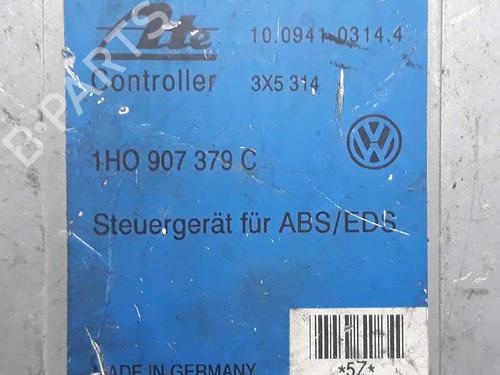 Ate 10.0941-0314.4
Controller 3X5 314
1H0 907 379 C
Steuergerät für ABS/EDS
MADE IN GERMANY *57*
B-PARTS